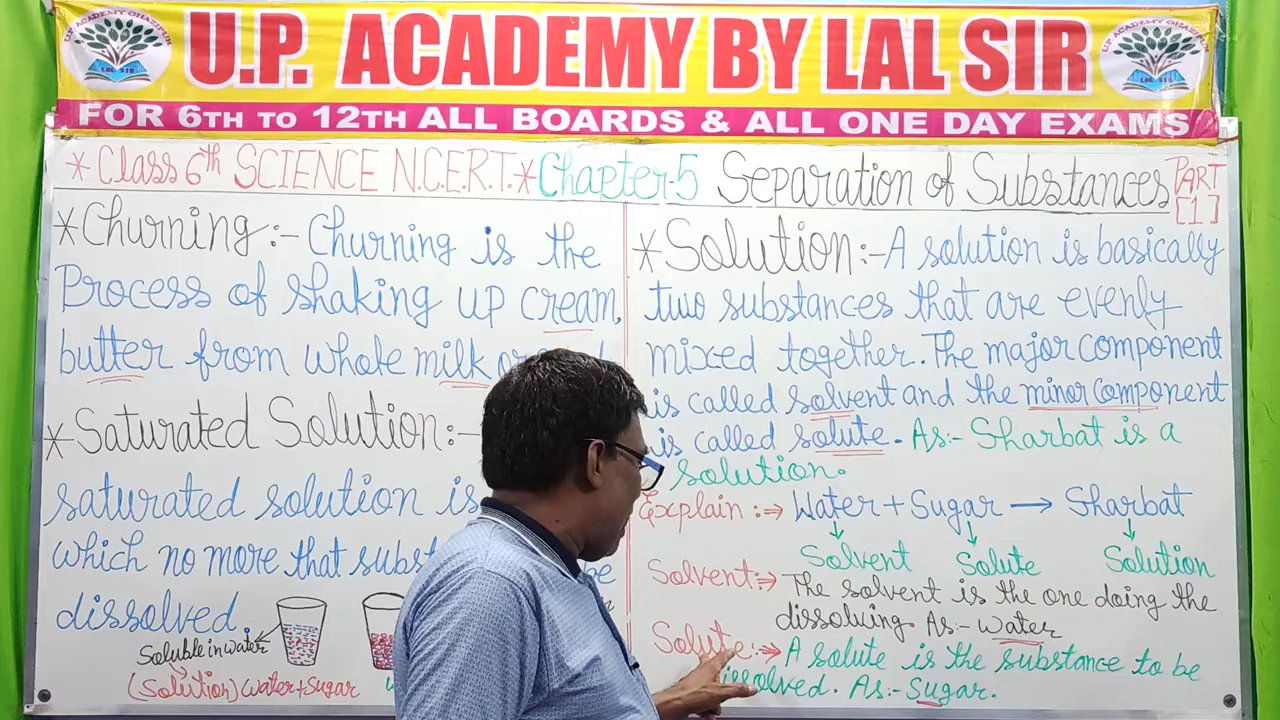 U.P. ACADEMY BY LAL SIR
FOR 6TH TO 12TH ALL BOARDS & ALL ONE DAY EXAMS
LAL SIR
LAL SIR
*Class 6th SCIENCE N.C.E.R.T.*Chapter-5 Separation of Substances PART [1]
*Churning:- Churning is the
Process of shaking up cream,
butter from whole milk
*Saturated Solution:-
saturated solution is
which no more that be
dissolved.
Soluble in water
(Solution) Water+Sugar
*Solution:- A solution is basically
two substances that are evenly
mixed together. The major component
is called solvent and the minor component
is called solute. As:- Sharbat is a
solution.
Explain:⇒ Water+Sugar → Sharbat
↓ Solvent ↓ Solute ↓ Solution
Solvent:⇒ The solvent is the one doing the
dissolving. As:- water
Solute:⇒ A solute is the substance to be
dissolved. As:- Sugar.